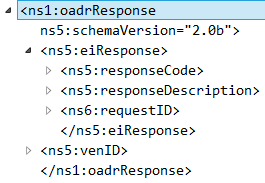 <ns1:oadrResponse
ns5:schemaVersion="2.0b">
<ns5:eiResponse>
<ns5:responseCode>
<ns5:responseDescription>
<ns6:requestID>
</ns5:eiResponse>
<ns5:venID>
</ns1:oadrResponse>